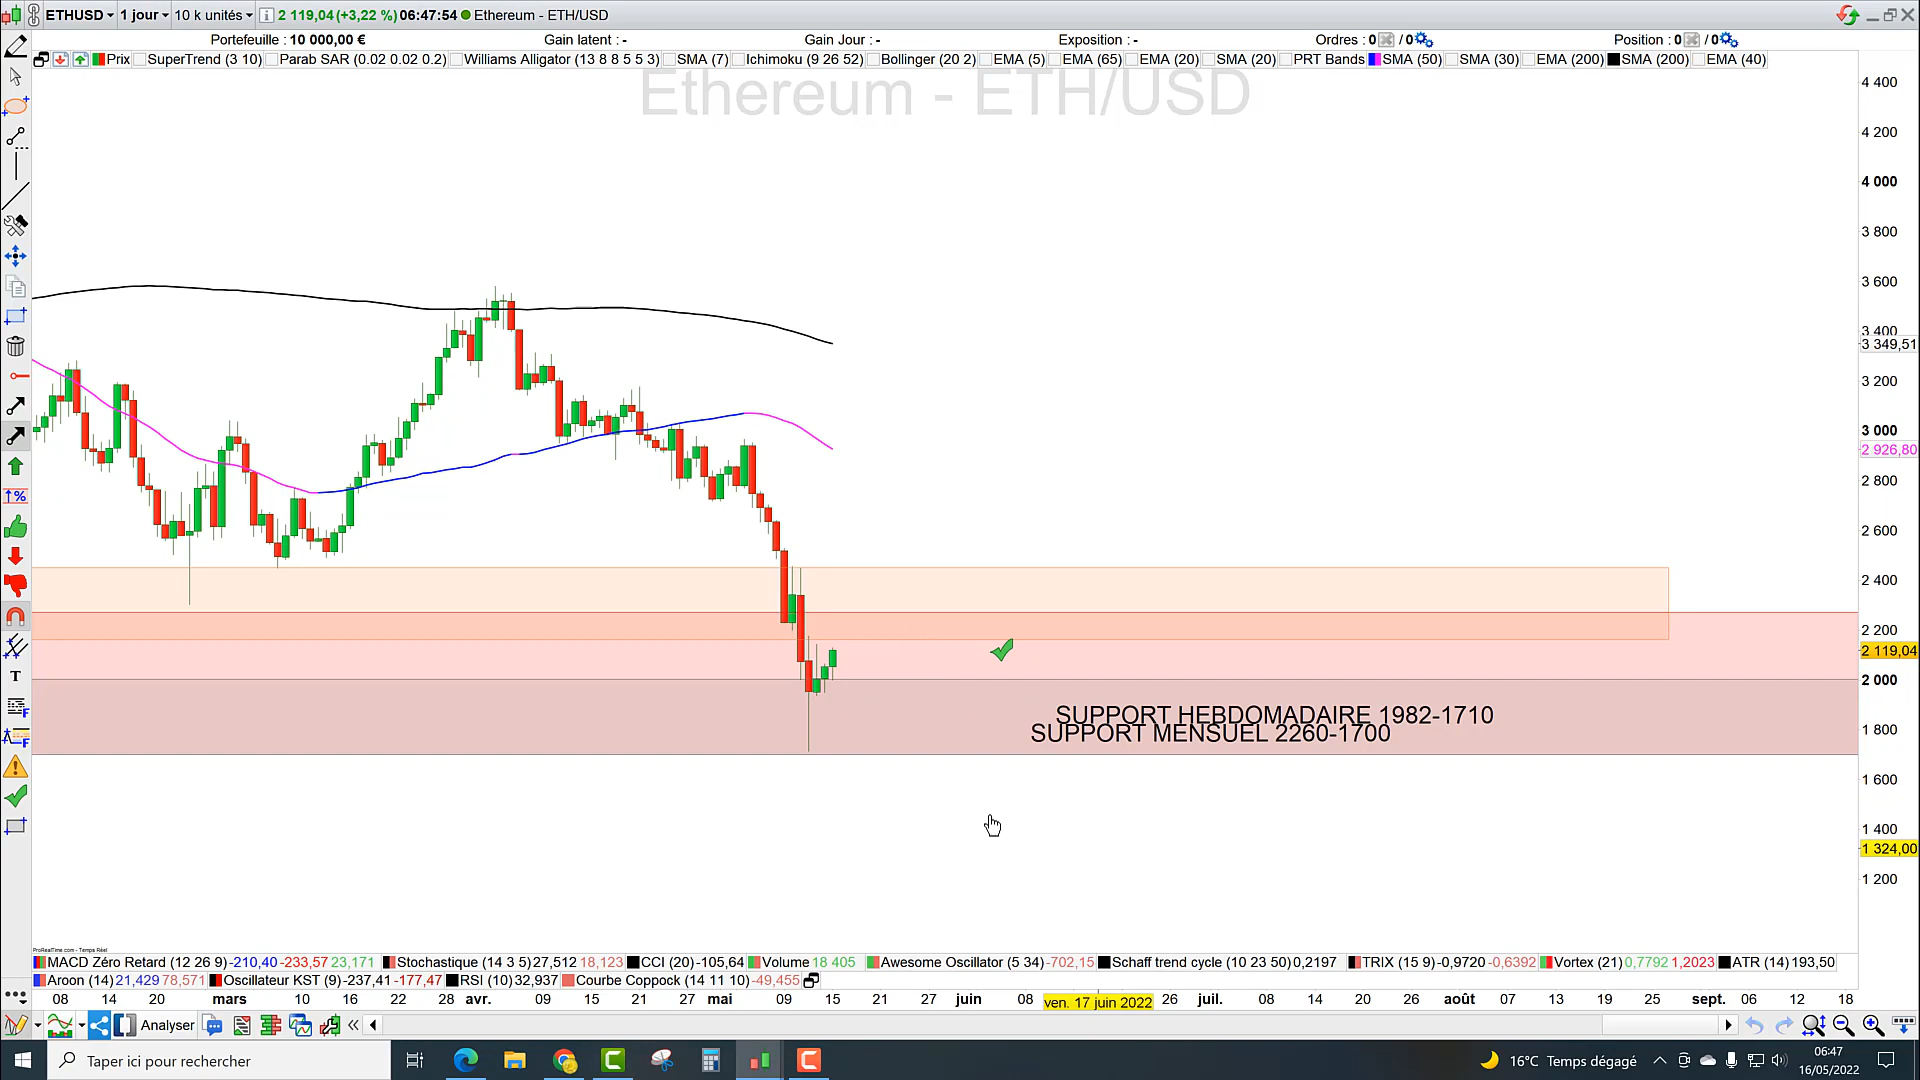 ETHUSD 1 jour 10 k unités 2 119,04 (+3,22 %) 06:47:54 Ethereum - ETH/USD
Portefeuille : 10 000,00 € Gain latent : - Gain Jour : - Exposition : - Ordres : 0 / 0 Position : 0 / 0
Prix SuperTrend (3 10) Parab SAR (0.02 0.02 0.2) Williams Alligator (13 8 8 5 5 3) SMA (7) Ichimoku (9 26 52) Bollinger (20 2) EMA (5) EMA (65) EMA (20) SMA (20) PRT Bands SMA (50) SMA (30) EMA (200) SMA (200) EMA (40)
Ethereum - ETH/USD
4 400
4 200
4 000
3 800
3 600
3 400
3 349,51
3 200
3 000
2 926,80
2 800
2 600
2 400
2 200
2 119,04
2 000
SUPPORT HEBDOMADAIRE 1982-1710
SUPPORT MENSUEL 2260-1700
1 800
1 600
1 400
1 324,00
1 200
ProRealTime.com - Temps Réel
MACD Zéro Retard (12 26 9) -210,40 -233,57 23,171 Stochastique (14 3 5) 27,512 18,123 CCI (20) -105,64 Volume 18 405 Awesome Oscillator (5 34) -702,15 Schaff trend cycle (10 23 50) 0,2197 TRIX (15 9) -0,9720 -0,6392 Vortex (21) 0,7792 1,2023 ATR (14) 193,50
Aroon (14) 21,429 78,571 Oscillateur KST (9) -237,41 -177,47 RSI (10) 32,937 Courbe Coppock (14 11 10) -49,455
08 14 20 mars 10 16 22 28 avr. 09 15 21 27 mai 09 15 21 27 juin 08 ven. 17 juin 2022 26 juil. 08 14 20 26 août 07 13 19 25 sept. 06 12 18
Analyser
Taper ici pour rechercher
16°C Temps dégagé
06:47
16/05/2022